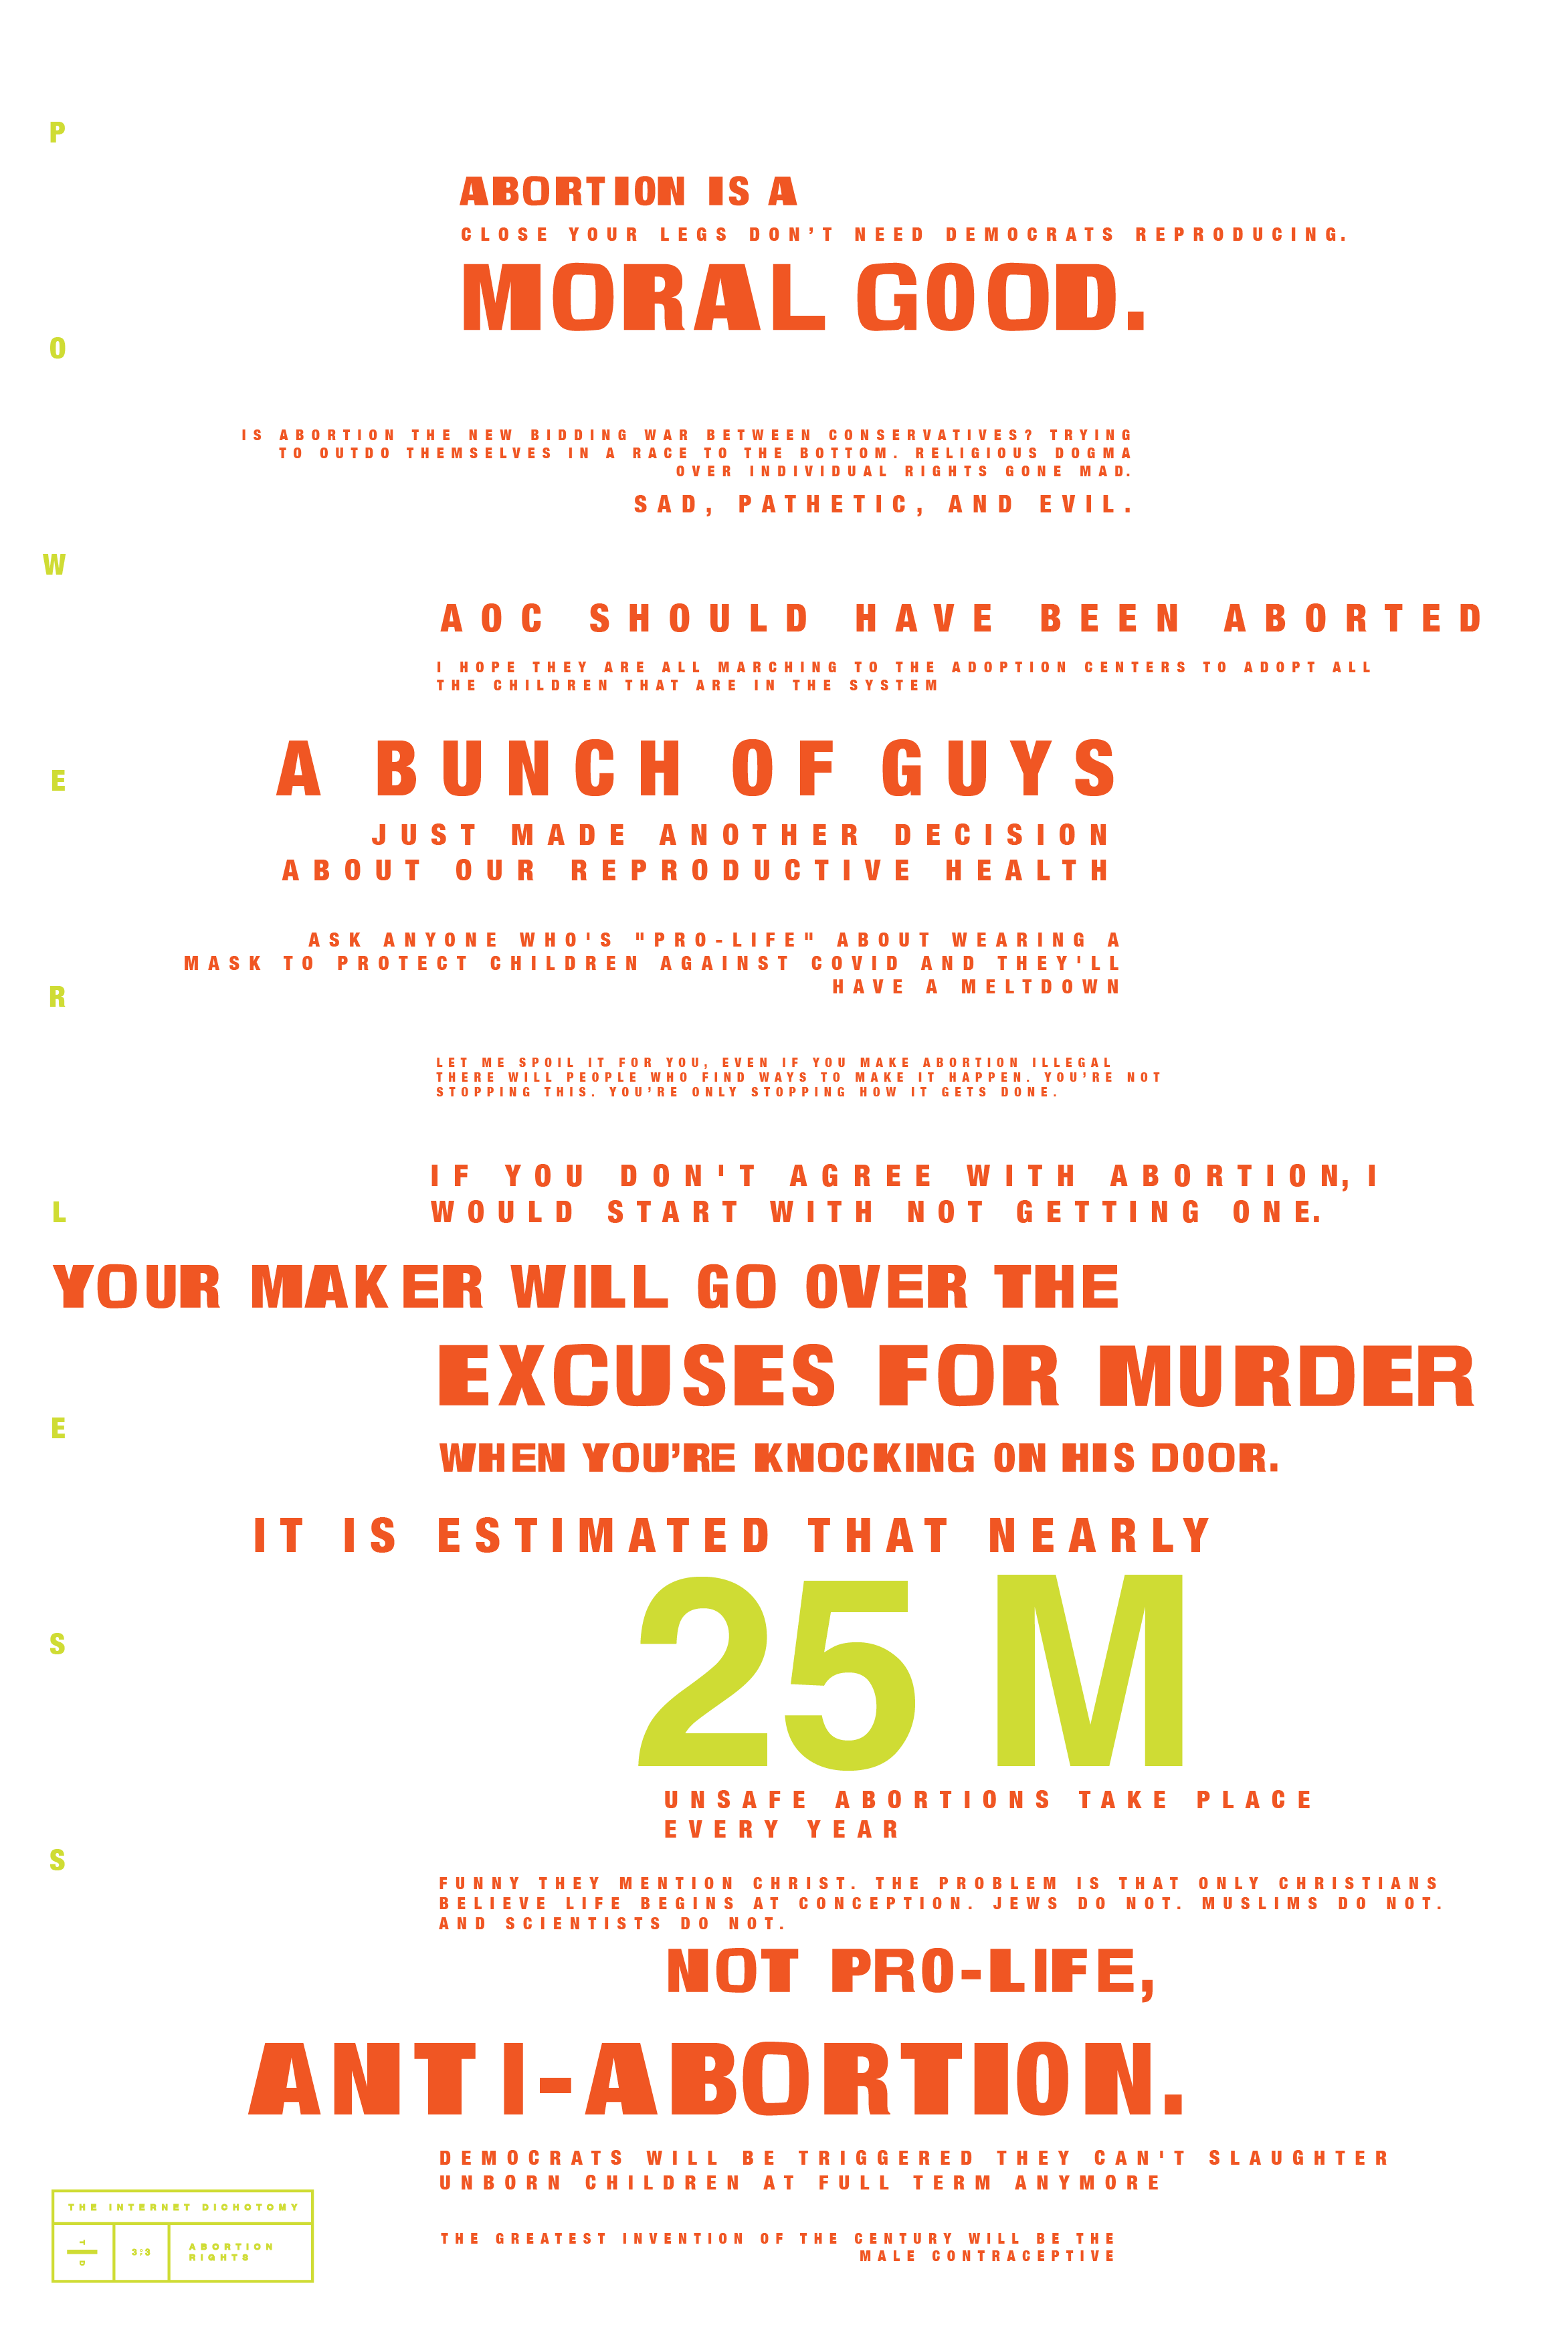 POWERLESS
ABORTION IS A
CLOSE YOUR LEGS DON’T NEED DEMOCRATS REPRODUCING.
MORAL GOOD.
IS ABORTION THE NEW BIDDING WAR BETWEEN CONSERVATIVES? TRYING
TO OUTDO THEMSELVES IN A RACE TO THE BOTTOM. RELIGIOUS DOGMA
OVER INDIVIDUAL RIGHTS GONE MAD.
SAD, PATHETIC, AND EVIL.
AOC SHOULD HAVE BEEN ABORTED
I HOPE THEY ARE ALL MARCHING TO THE ADOPTION CENTERS TO ADOPT ALL
THE CHILDREN THAT ARE IN THE SYSTEM
A BUNCH OF GUYS
JUST MADE ANOTHER DECISION
ABOUT OUR REPRODUCTIVE HEALTH
ASK ANYONE WHO'S "PRO-LIFE" ABOUT WEARING A
MASK TO PROTECT CHILDREN AGAINST COVID AND THEY'LL
HAVE A MELTDOWN
LET ME SPOIL IT FOR YOU, EVEN IF YOU MAKE ABORTION ILLEGAL
THERE WILL PEOPLE WHO FIND WAYS TO MAKE IT HAPPEN. YOU’RE NOT
STOPPING THIS. YOU’RE ONLY STOPPING HOW IT GETS DONE.
IF YOU DON'T AGREE WITH ABORTION, I
WOULD START WITH NOT GETTING ONE.
YOUR MAKER WILL GO OVER THE
EXCUSES FOR MURDER
WHEN YOU’RE KNOCKING ON HIS DOOR.
IT IS ESTIMATED THAT NEARLY
25 M
UNSAFE ABORTIONS TAKE PLACE
EVERY YEAR
FUNNY THEY MENTION CHRIST. THE PROBLEM IS THAT ONLY CHRISTIANS
BELIEVE LIFE BEGINS AT CONCEPTION. JEWS DO NOT. MUSLIMS DO NOT.
AND SCIENTISTS DO NOT.
NOT PRO-LIFE,
ANTI-ABORTION.
DEMOCRATS WILL BE TRIGGERED THEY CAN'T SLAUGHTER
UNBORN CHILDREN AT FULL TERM ANYMORE
THE GREATEST INVENTION OF THE CENTURY WILL BE THE
MALE CONTRACEPTIVE
THE INTERNET DICHOTOMY
T I D
3:3
ABORTION
RIGHTS